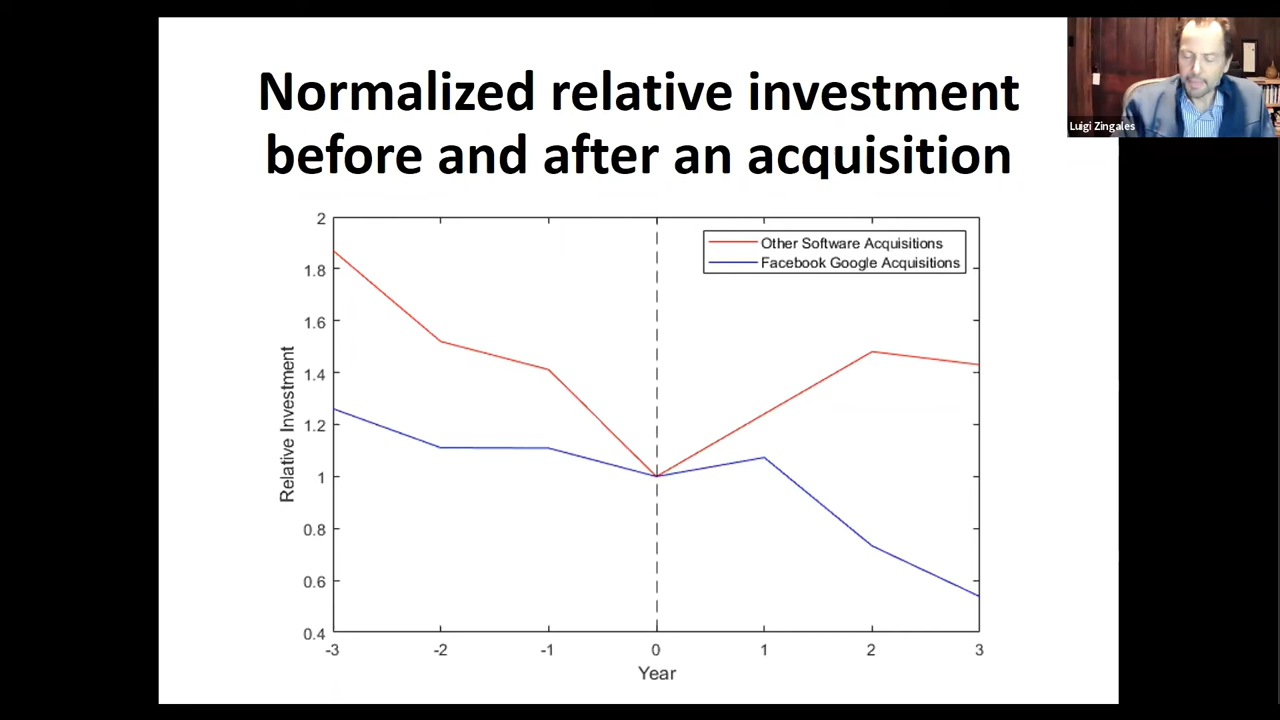 Normalized relative investment
before and after an acquisition
Luigi Zingales
Other Software Acquisitions
Facebook Google Acquisitions
2
1.8
1.6
1.4
1.2
1
0.8
0.6
0.4
Relative Investment
-3 -2 -1 0 1 2 3
Year